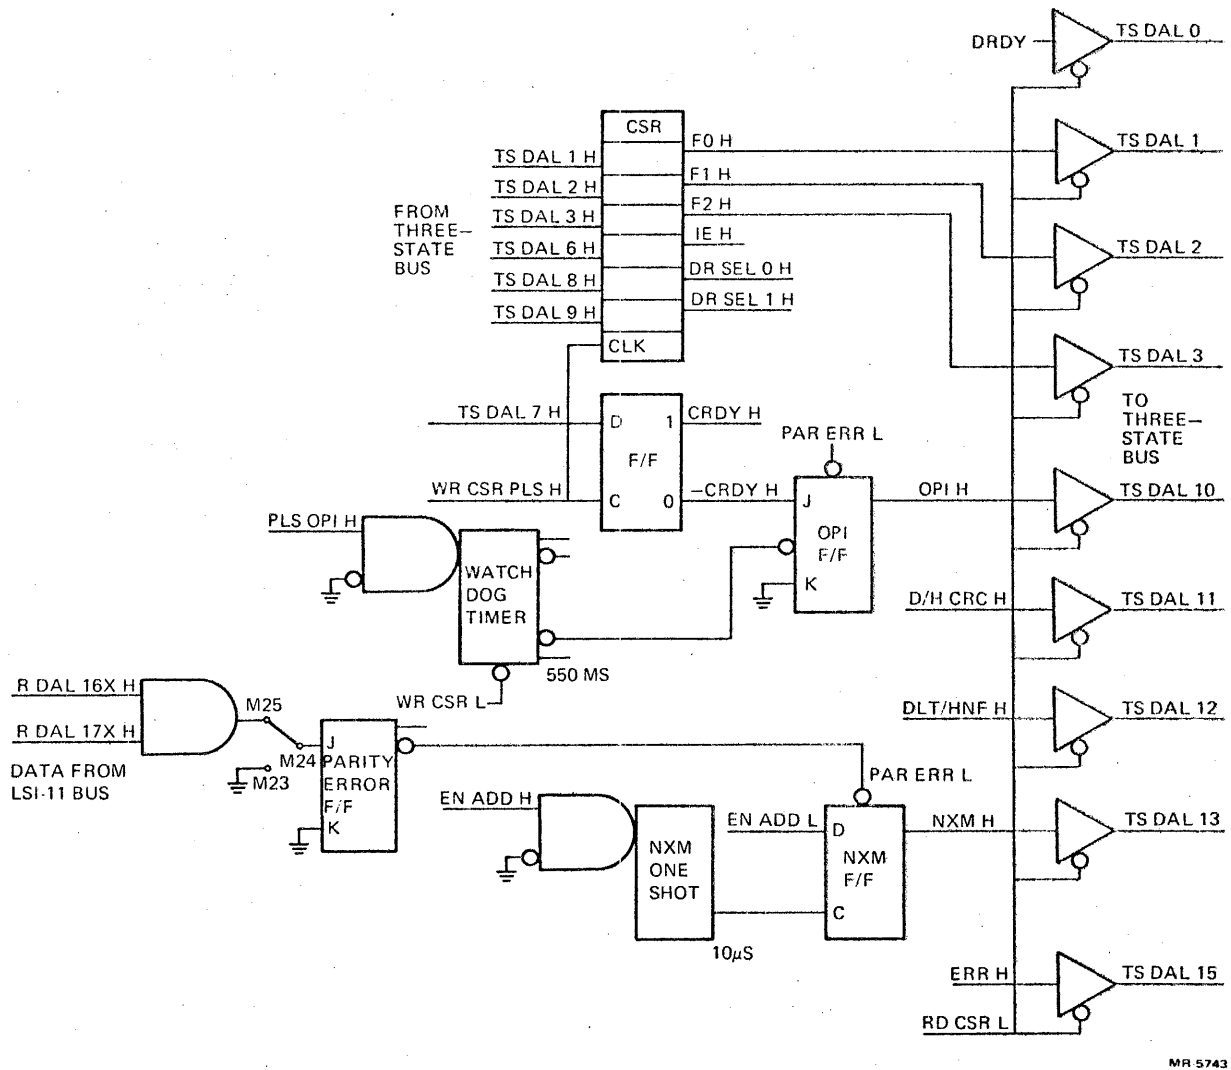 DRDY
TS DAL 0
CSR
F0 H
TS DAL 1
TS DAL 1 H
F1 H
TS DAL 2 H
FROM
THREE-
STATE
BUS
TS DAL 3 H
F2 H
IE H
TS DAL 2
TS DAL 6 H
DR SEL 0 H
TS DAL 8 H
DR SEL 1 H
TS DAL 9 H
CLK
TS DAL 3
TS DAL 7 H
D
1
CRDY H
TO
THREE-
STATE
BUS
F/F
PAR ERR L
WR CSR PLS H
C
0
-CRDY H
J
OPI H
TS DAL 10
OPI
F/F
K
PLS OPI H
WATCH
DOG
TIMER
550 MS
WR CSR L
D/H CRC H
TS DAL 11
R DAL 16X H
R DAL 17X H
DATA FROM
LSI-11 BUS
M25
M24
M23
J
PARITY
ERROR
F/F
K
DLT/HNF H
TS DAL 12
PAR ERR L
EN ADD H
NXM
ONE
SHOT
10µS
EN ADD L
D
NXM
F/F
C
NXM H
TS DAL 13
ERR H
TS DAL 15
RD CSR L
MR-5743